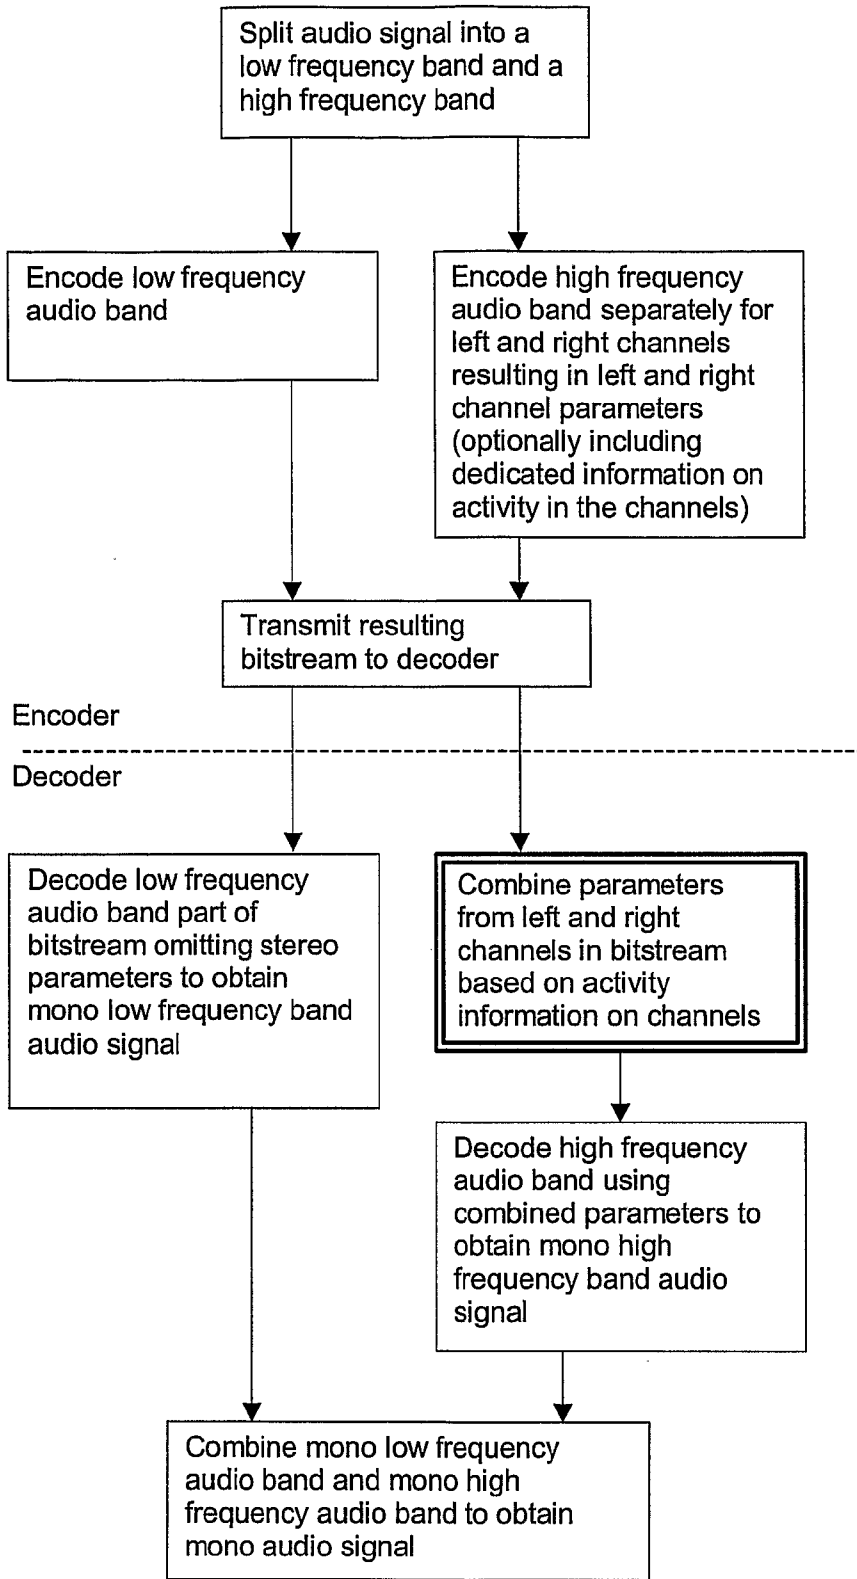 Split audio signal into a
low frequency band and a
high frequency band
Encode low frequency
audio band
Encode high frequency
audio band separately for
left and right channels
resulting in left and right
channel parameters
(optionally including
dedicated information on
activity in the channels)
Transmit resulting
bitstream to decoder
Encoder
Decoder
Decode low frequency
audio band part of
bitstream omitting stereo
parameters to obtain
mono low frequency band
audio signal
Combine parameters
from left and right
channels in bitstream
based on activity
information on channels
Decode high frequency
audio band using
combined parameters to
obtain mono high
frequency band audio
signal
Combine mono low frequency
audio band and mono high
frequency audio band to obtain
mono audio signal